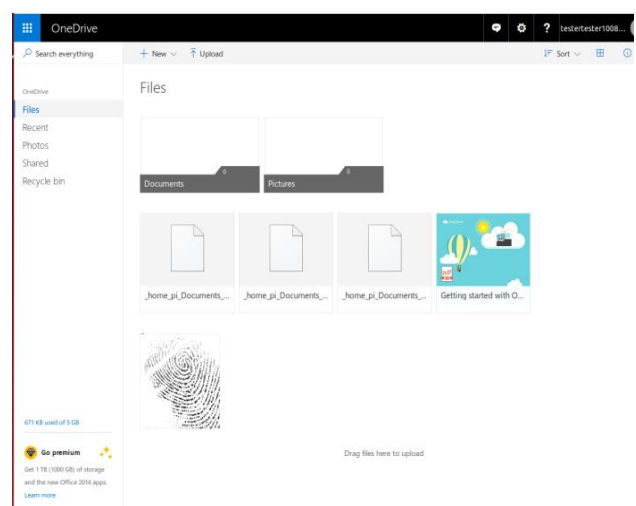 OneDrive
? testertester1008...
Search everything
New
Upload
Sort
OneDrive
Files
Recent
Photos
Shared
Recycle bin
Files
0
Documents
0
Pictures
_home_pi_Documents_...
_home_pi_Documents_...
_home_pi_Documents_...
Getting started with O...
OneDrive
pdf
671 KB used of 5 GB
Go premium
Get 1 TB (1000 GB) of storage
and the new Office 2016 apps.
Learn more
Drag files here to upload